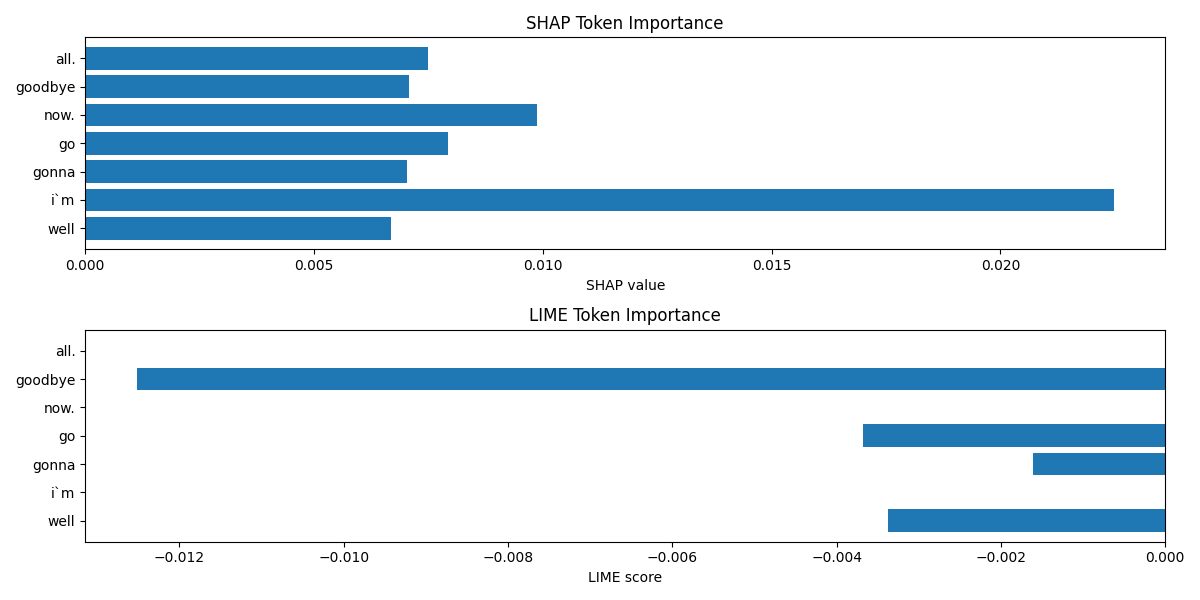 SHAP Token Importance
all.
goodbye
now.
go
gonna
i`m
well
0.000 0.005 0.010 0.015 0.020
SHAP value
LIME Token Importance
all.
goodbye
now.
go
gonna
i`m
well
−0.012 −0.010 −0.008 −0.006 −0.004 −0.002 0.000
LIME score